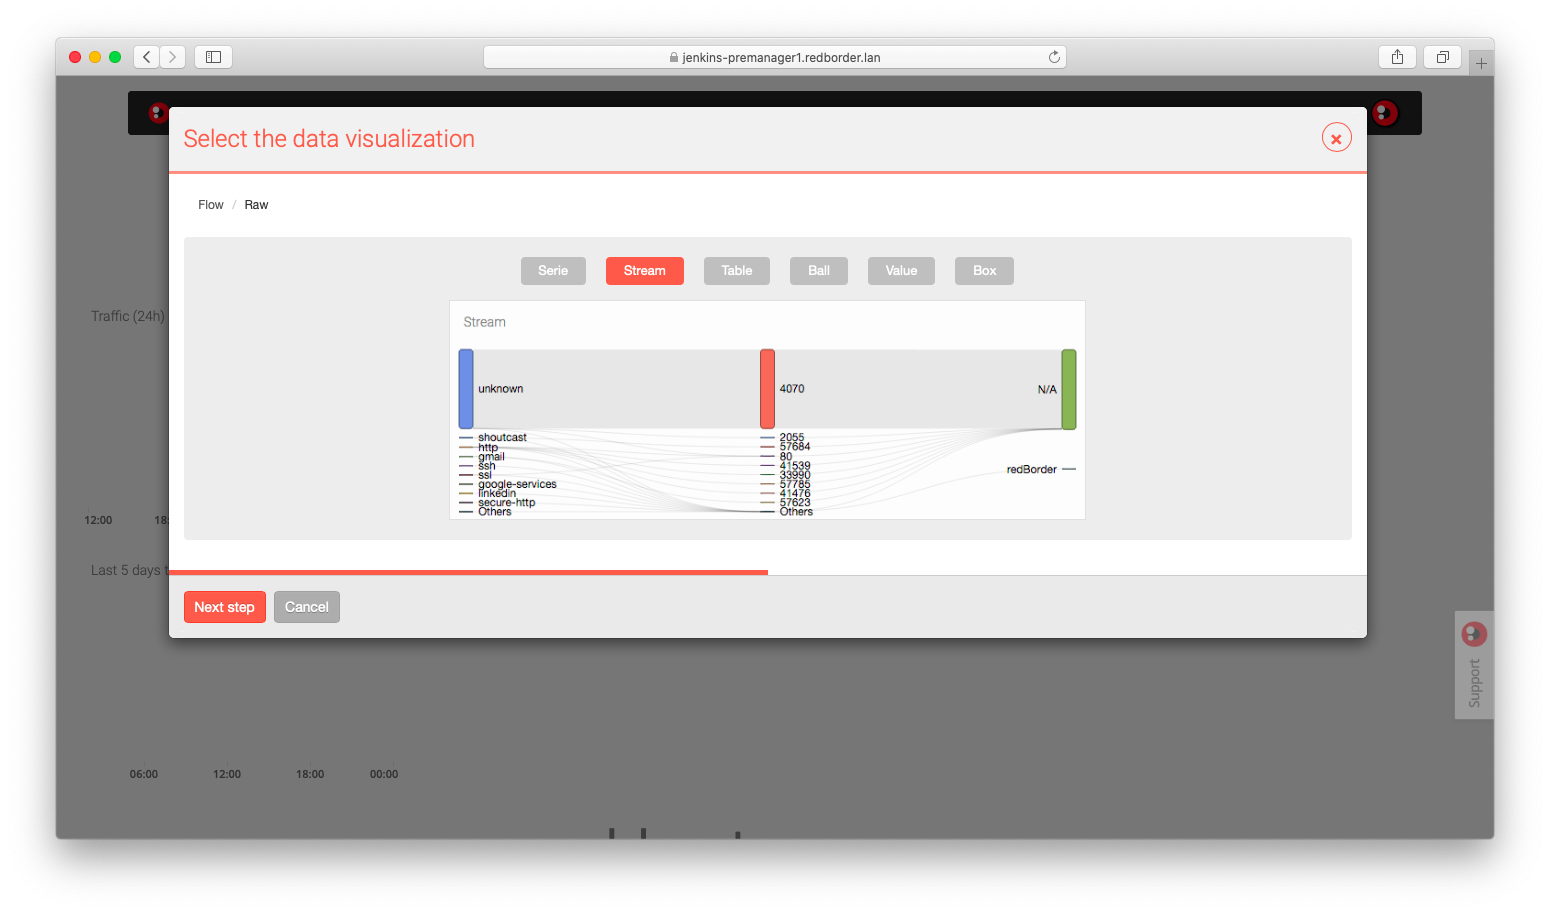 jenkins-premanager1.redborder.lan
Select the data visualization
Flow / Raw
Serie Stream Table Ball Value Box
Stream
unknown 4070 N/A
shoutcast 2055
http 57684
gmail 80
ssh 41539
redBorder
ssl 33990
google-services 57785
linkedin 41476
secure-http 57623
Others Others
Traffic (24h)
12:00 18:
Last 5 days t
Next step Cancel
Support
06:00 12:00 18:00 00:00